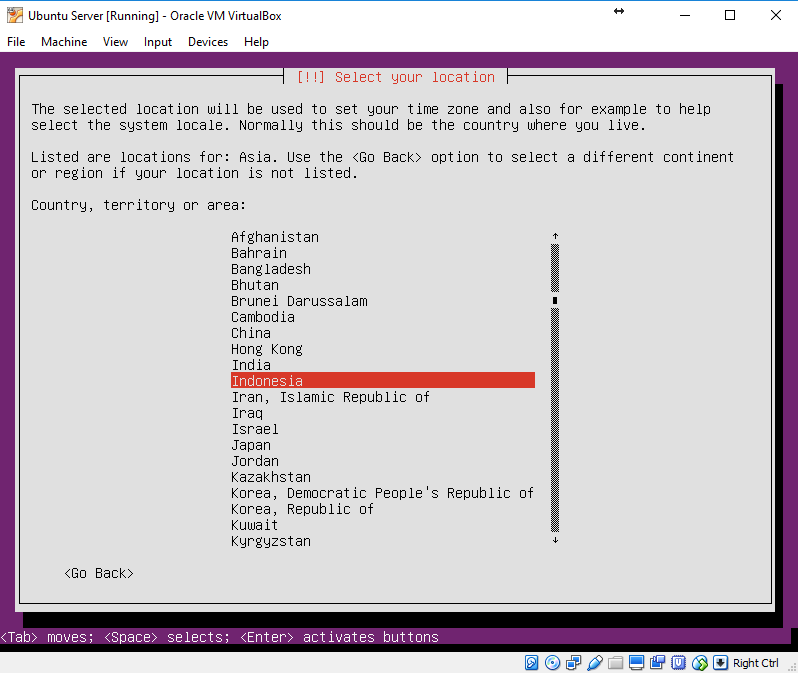 Ubuntu Server [Running] - Oracle VM VirtualBox
File Machine View Input Devices Help
[!!] Select your location
The selected location will be used to set your time zone and also for example to help
select the system locale. Normally this should be the country where you live.
Listed are locations for: Asia. Use the <Go Back> option to select a different continent
or region if your location is not listed.
Country, territory or area:
Afghanistan
Bahrain
Bangladesh
Bhutan
Brunei Darussalam
Cambodia
China
Hong Kong
India
Indonesia
Iran, Islamic Republic of
Iraq
Israel
Japan
Jordan
Kazakhstan
Korea, Democratic People's Republic of
Korea, Republic of
Kuwait
Kyrgyzstan
<Go Back>
<Tab> moves; <Space> selects; <Enter> activates buttons
Right Ctrl